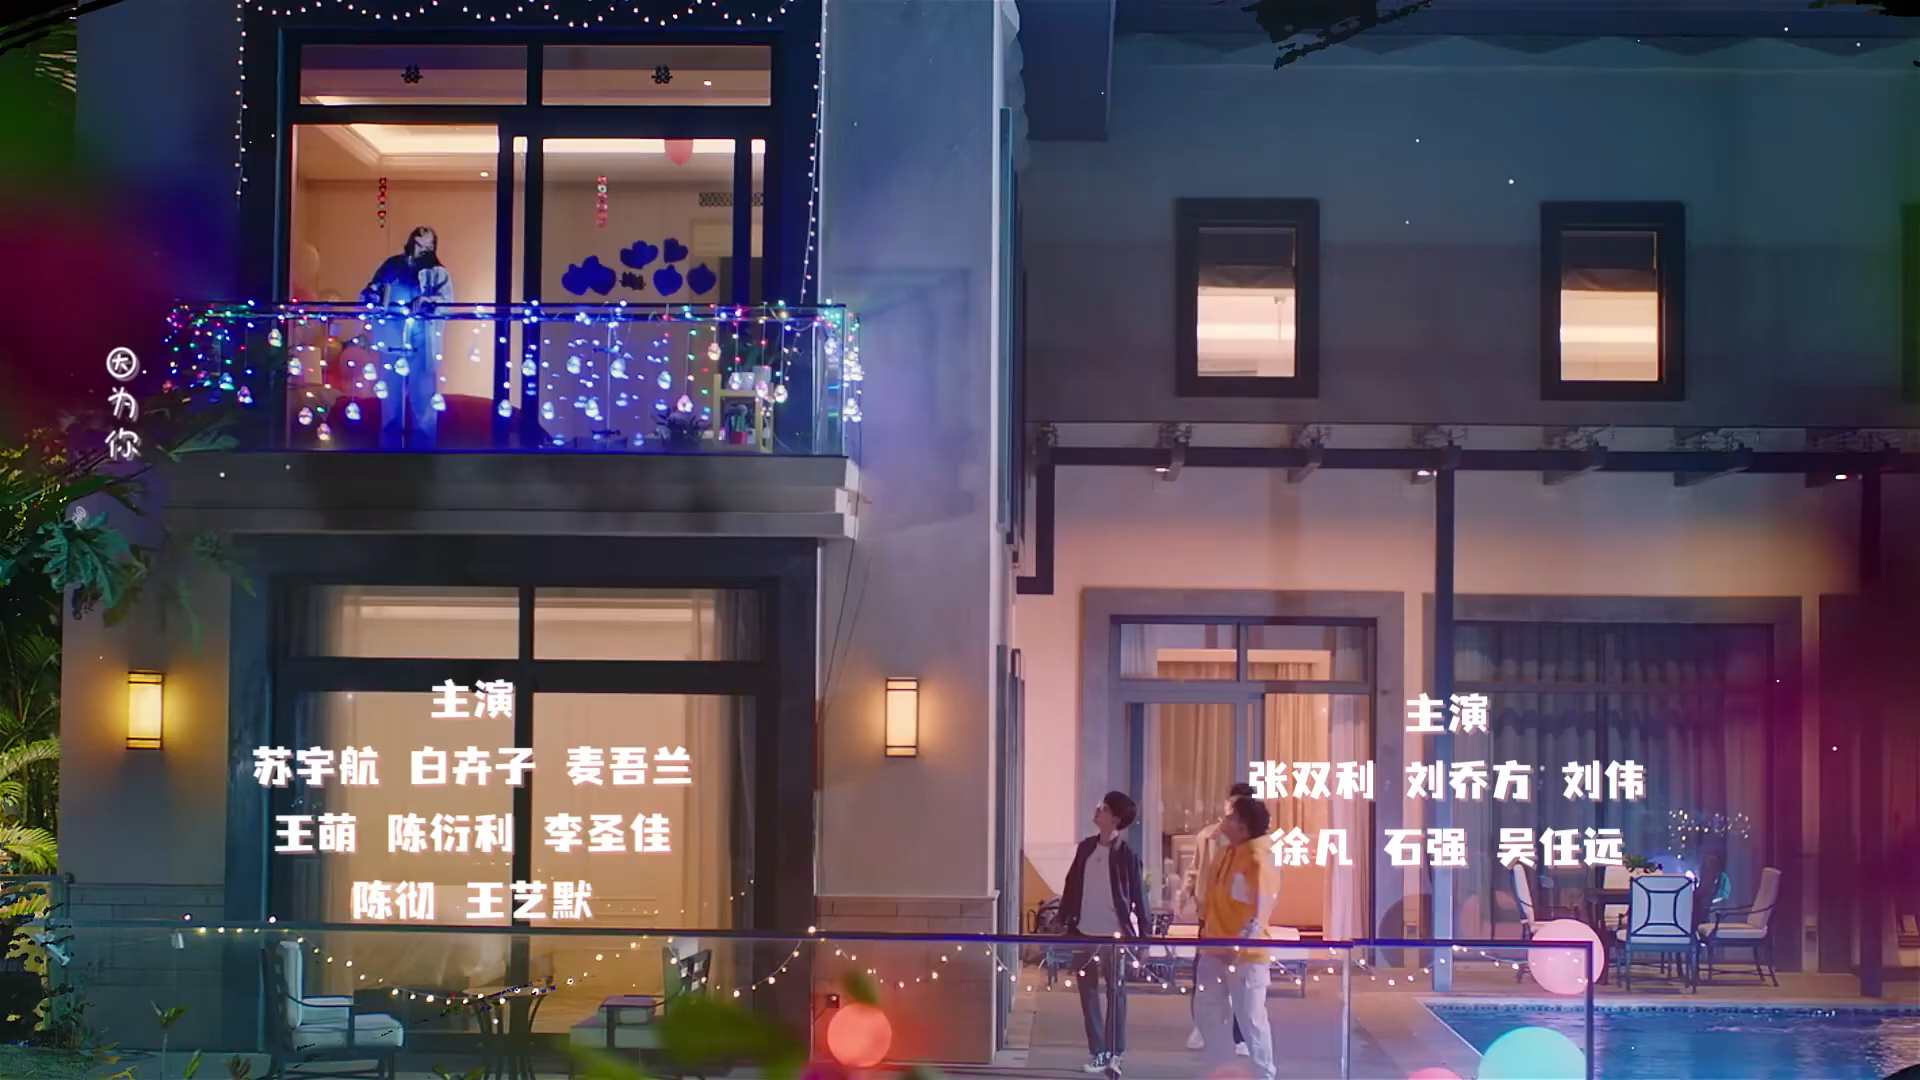 因为你
主演
苏宇航 白卉子 麦吾兰
王萌 陈衍利 李圣佳
陈彻 王艺默
主演
张双利 刘乔方 刘伟
徐凡 石强 吴任远